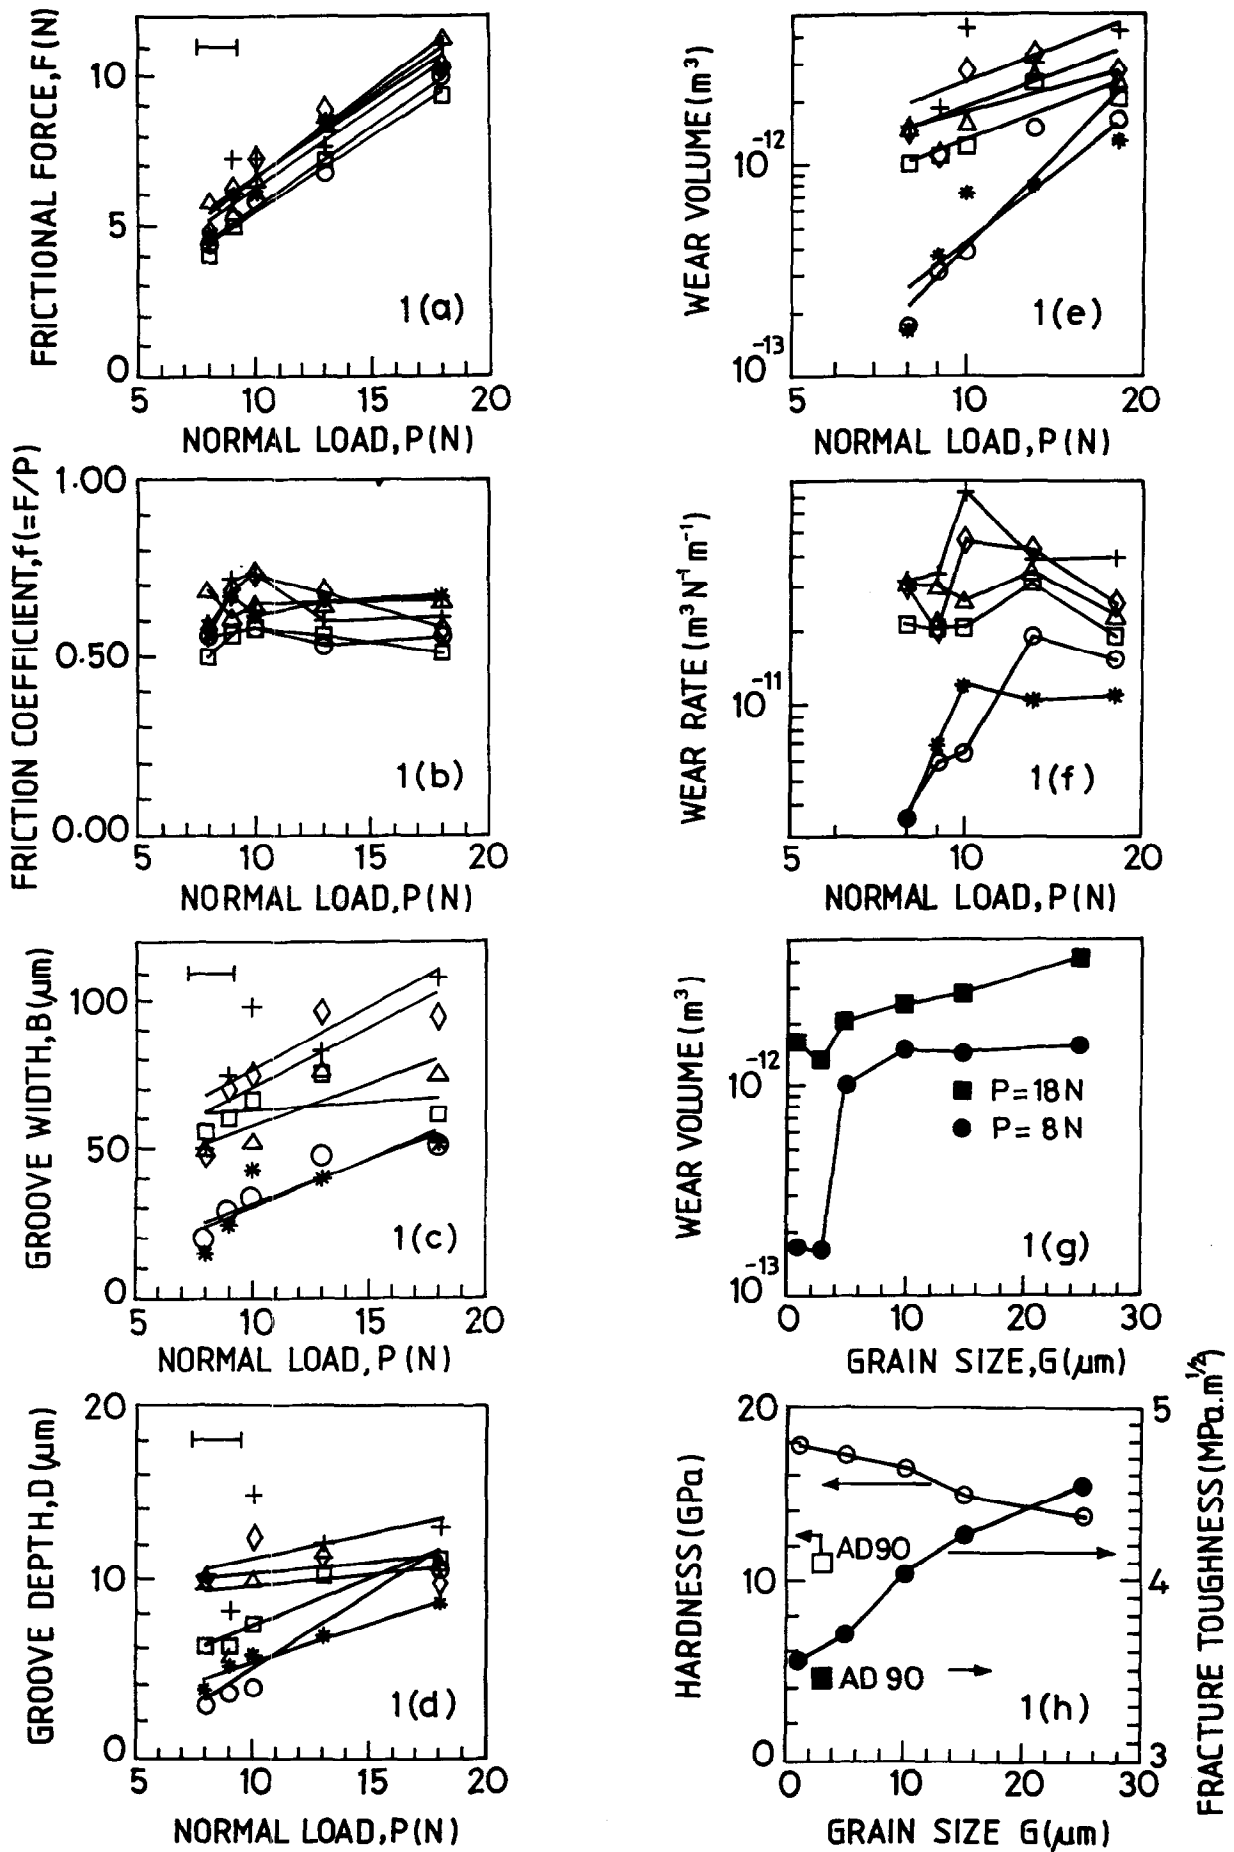 FRICTIONAL FORCE,F(N)
10
5
0
1(a)
5 10 15 20
NORMAL LOAD,P(N)
WEAR VOLUME(m³)
10⁻¹²
10⁻¹³
1(e)
5 10 20
NORMAL LOAD,P(N)
FRICTION COEFFICIENT,f(=F/P)
1.00
0.50
0.00
1(b)
5 10 15 20
NORMAL LOAD,P(N)
WEAR RATE(m³N⁻¹m⁻¹)
10⁻¹¹
1(f)
5 10 20
NORMAL LOAD,P(N)
GROOVE WIDTH,B(μm)
100
50
0
1(c)
5 10 15 20
NORMAL LOAD,P(N)
WEAR VOLUME(m³)
10⁻¹²
10⁻¹³
P=18N
P=8N
1(g)
0 10 20 30
GRAIN SIZE,G(μm)
GROOVE DEPTH,D(μm)
20
10
0
1(d)
5 10 15 20
NORMAL LOAD,P(N)
HARDNESS(GPa)
20
10
0
AD90
AD90
1(h)
5
4
3
FRACTURE TOUGHNESS(MPa.m^1/2)
0 10 20 30
GRAIN SIZE G(μm)